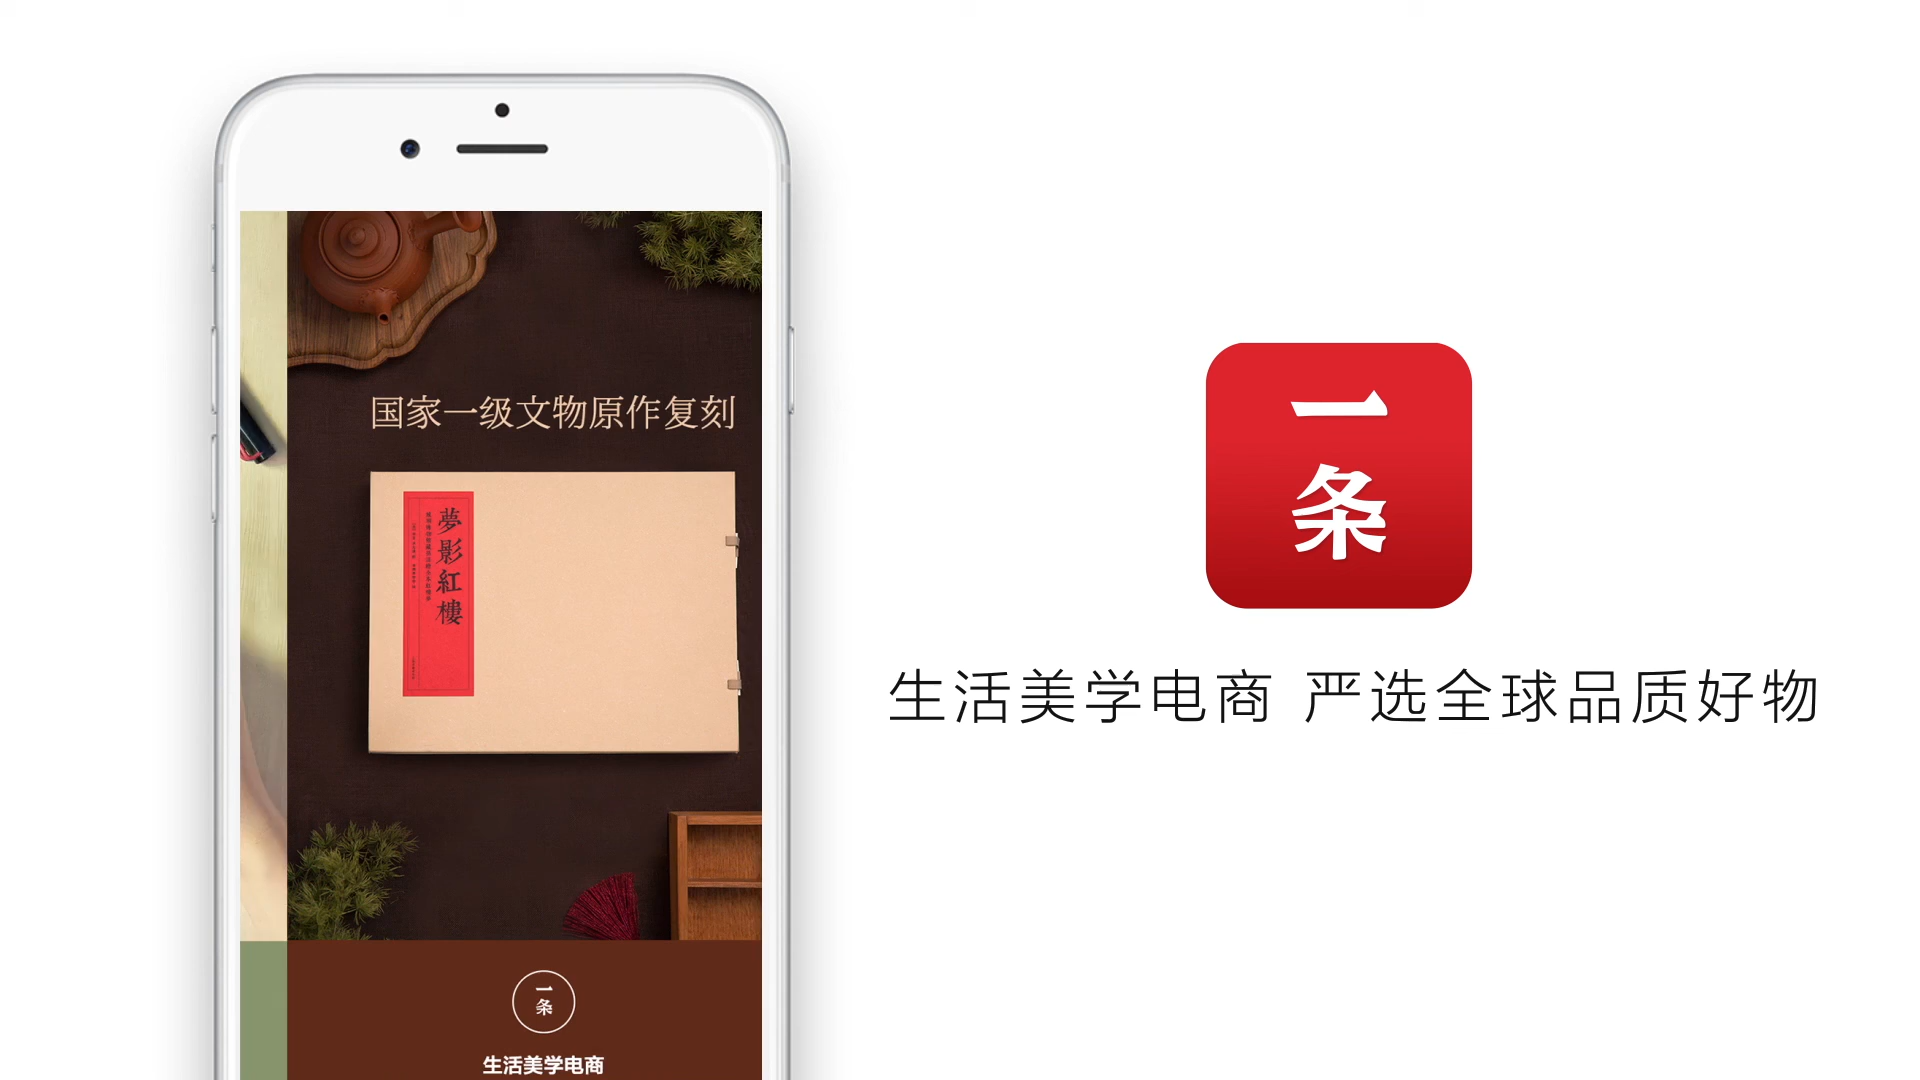 国家一级文物原作复刻
夢影紅樓
一条
生活美学电商
一条
生活美学电商 严选全球品质好物